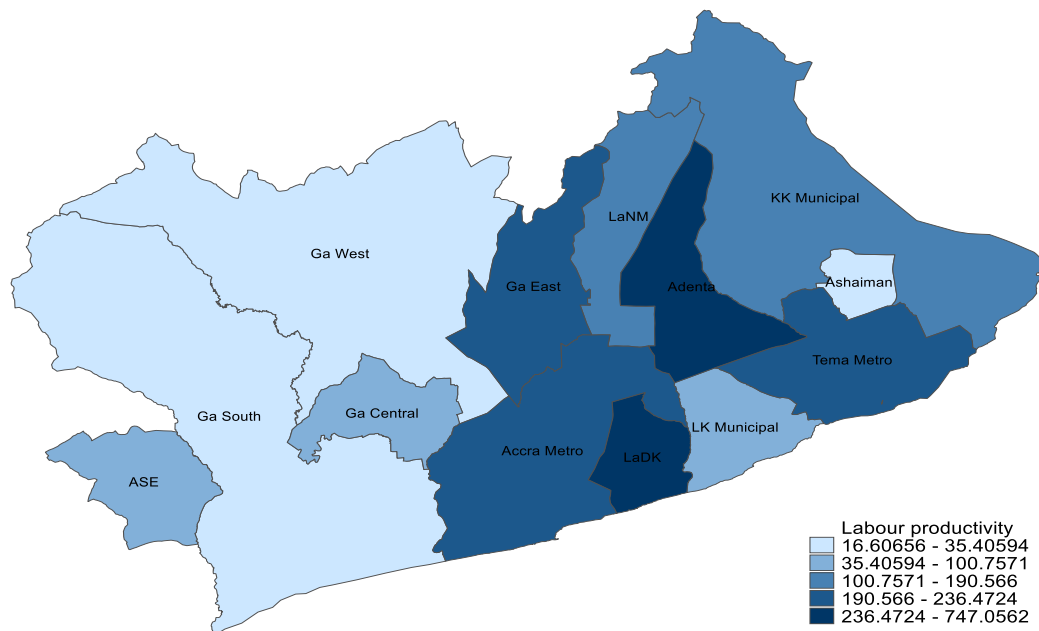 LaNM
KK Municipal
Ga West
Ga East
Adenta
Ashaiman
Tema Metro
Ga South
Ga Central
LK Municipal
Accra Metro
LaDK
ASE
Labour productivity
16.60656 - 35.40594
35.40594 - 100.7571
100.7571 - 190.566
190.566 - 236.4724
236.4724 - 747.0562